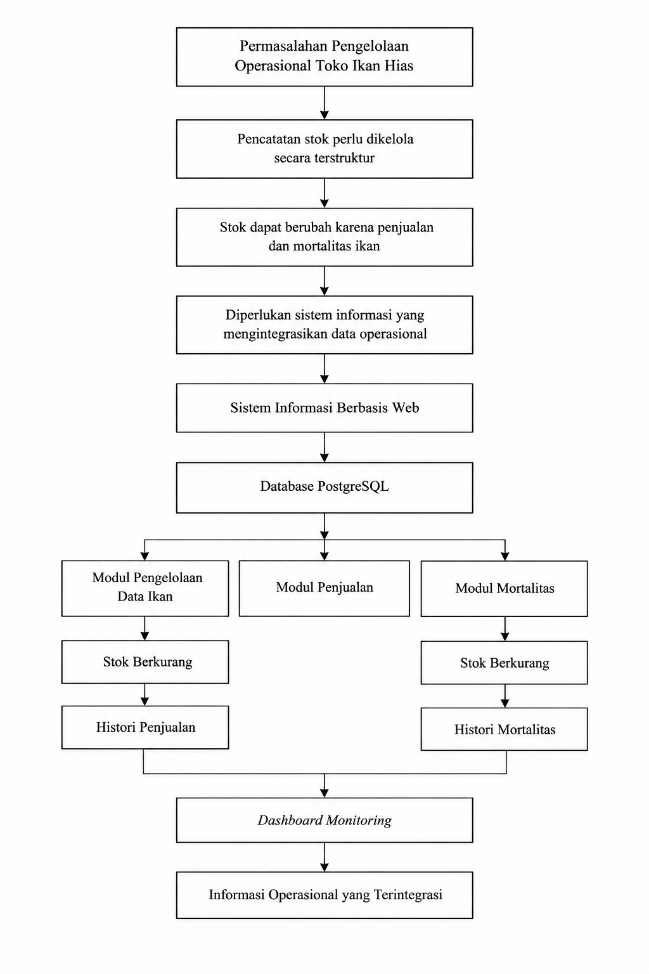 Permasalahan Pengelolaan
Operasional Toko Ikan Hias
Pencatatan stok perlu dikelola
secara terstruktur
Stok dapat berubah karena penjualan
dan mortalitas ikan
Diperlukan sistem informasi yang
mengintegrasikan data operasional
Sistem Informasi Berbasis Web
Database PostgreSQL
Modul Pengelolaan
Data Ikan
Modul Penjualan
Modul Mortalitas
Stok Berkurang
Stok Berkurang
Histori Penjualan
Histori Mortalitas
Dashboard Monitoring
Informasi Operasional yang Terintegrasi